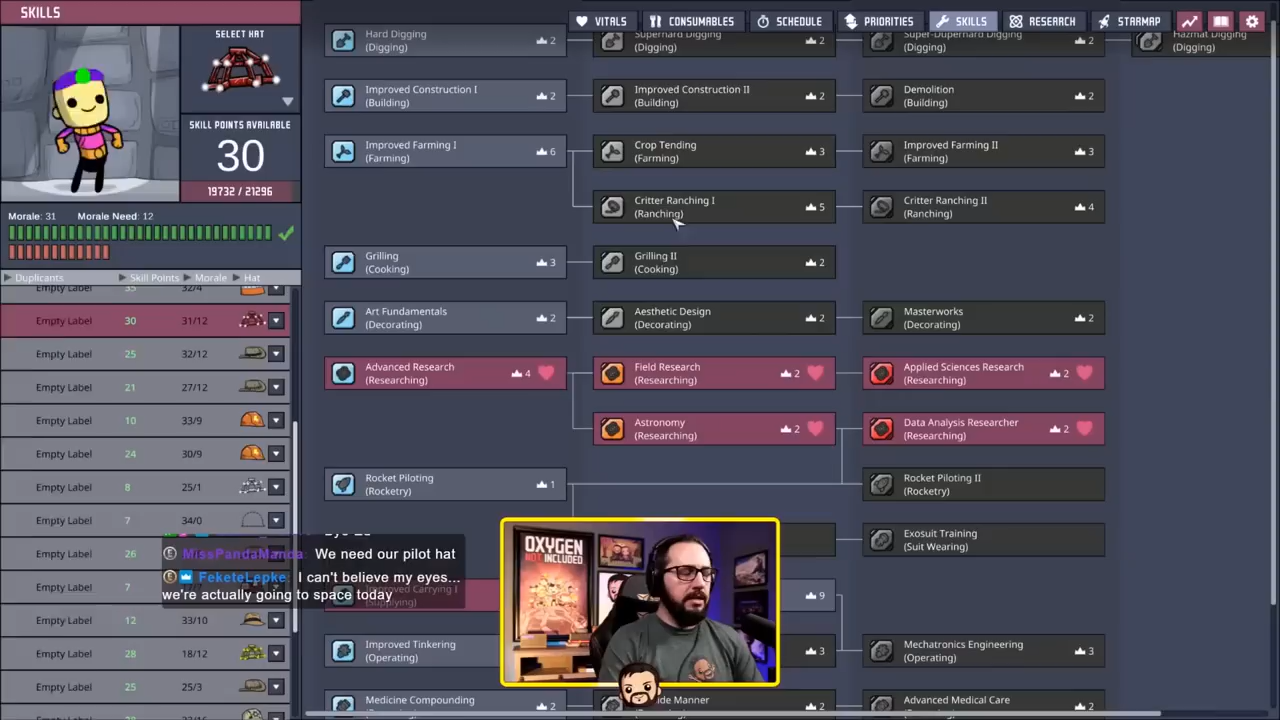 SKILLS
VITALS
CONSUMABLES
SCHEDULE
PRIORITIES
SKILLS
RESEARCH
STARMAP
SELECT HAT
SKILL POINTS AVAILABLE
30
19732 / 21296
Morale: 31 Morale Need: 12
Duplicants Skill Points Morale Hat
Empty Label 35 32/4
Empty Label 30 31/12
Empty Label 25 32/12
Empty Label 21 27/12
Empty Label 10 33/9
Empty Label 24 30/9
Empty Label 8 25/1
Empty Label 7 34/0
Empty Label 26
Empty Label 7
Empty Label 12 33/10
Empty Label 28 18/12
Empty Label 25 25/3
Empty Label
MissPandaManda: We need our pilot hat
FeketeLepke: I can't believe my eyes...
we're actually going to space today
Hard Digging
(Digging)
2
Superhard Digging
(Digging)
2
Super-Duperhard Digging
(Digging)
2
Hazmat Digging
(Digging)
Improved Construction I
(Building)
2
Improved Construction II
(Building)
2
Demolition
(Building)
2
Improved Farming I
(Farming)
6
Crop Tending
(Farming)
3
Improved Farming II
(Farming)
3
Critter Ranching I
(Ranching)
5
Critter Ranching II
(Ranching)
4
Grilling
(Cooking)
3
Grilling II
(Cooking)
2
Art Fundamentals
(Decorating)
2
Aesthetic Design
(Decorating)
2
Masterworks
(Decorating)
2
Advanced Research
(Researching)
4
Field Research
(Researching)
2
Applied Sciences Research
(Researching)
2
Astronomy
(Researching)
2
Data Analysis Researcher
(Researching)
2
Rocket Piloting
(Rocketry)
1
Rocket Piloting II
(Rocketry)
Exosuit Training
(Suit Wearing)
Improved Carrying I
(Supplying)
9
Improved Tinkering
(Operating)
3
Mechatronics Engineering
(Operating)
3
Medicine Compounding
2
Manner
2
Advanced Medical Care
2
OXYGEN
NOT INCLUDED